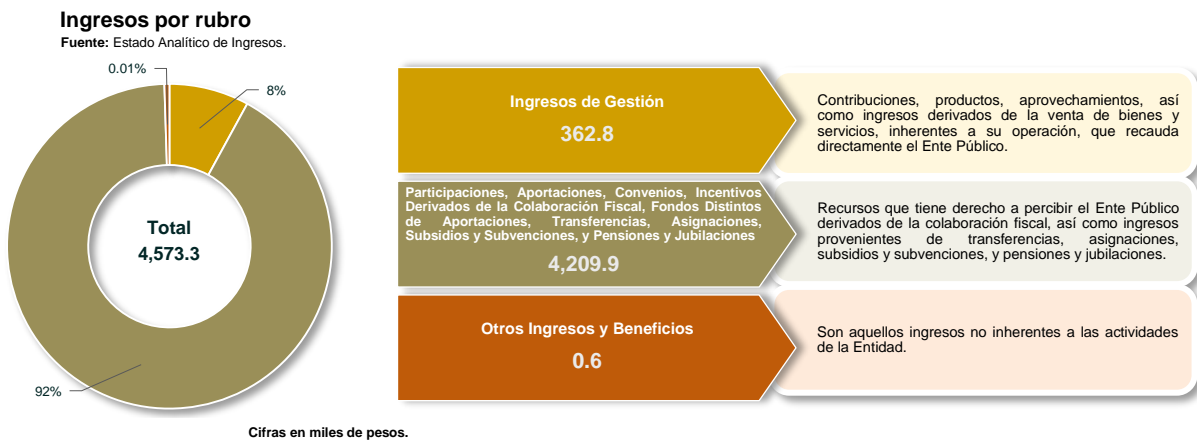 Ingresos por rubro
Fuente: Estado Analítico de Ingresos.
0.01%
8%
Total
4,573.3
92%
Ingresos de Gestión
362.8
Contribuciones, productos, aprovechamientos, así
como ingresos derivados de la venta de bienes y
servicios, inherentes a su operación, que recauda
directamente el Ente Público.
Participaciones, Aportaciones, Convenios, Incentivos
Derivados de la Colaboración Fiscal, Fondos Distintos
de Aportaciones, Transferencias, Asignaciones,
Subsidios y Subvenciones, y Pensiones y Jubilaciones
4,209.9
Recursos que tiene derecho a percibir el Ente Público
derivados de la colaboración fiscal, así como ingresos
provenientes de transferencias, asignaciones,
subsidios y subvenciones, y pensiones y jubilaciones.
Otros Ingresos y Beneficios
0.6
Son aquellos ingresos no inherentes a las actividades
de la Entidad.
Cifras en miles de pesos.